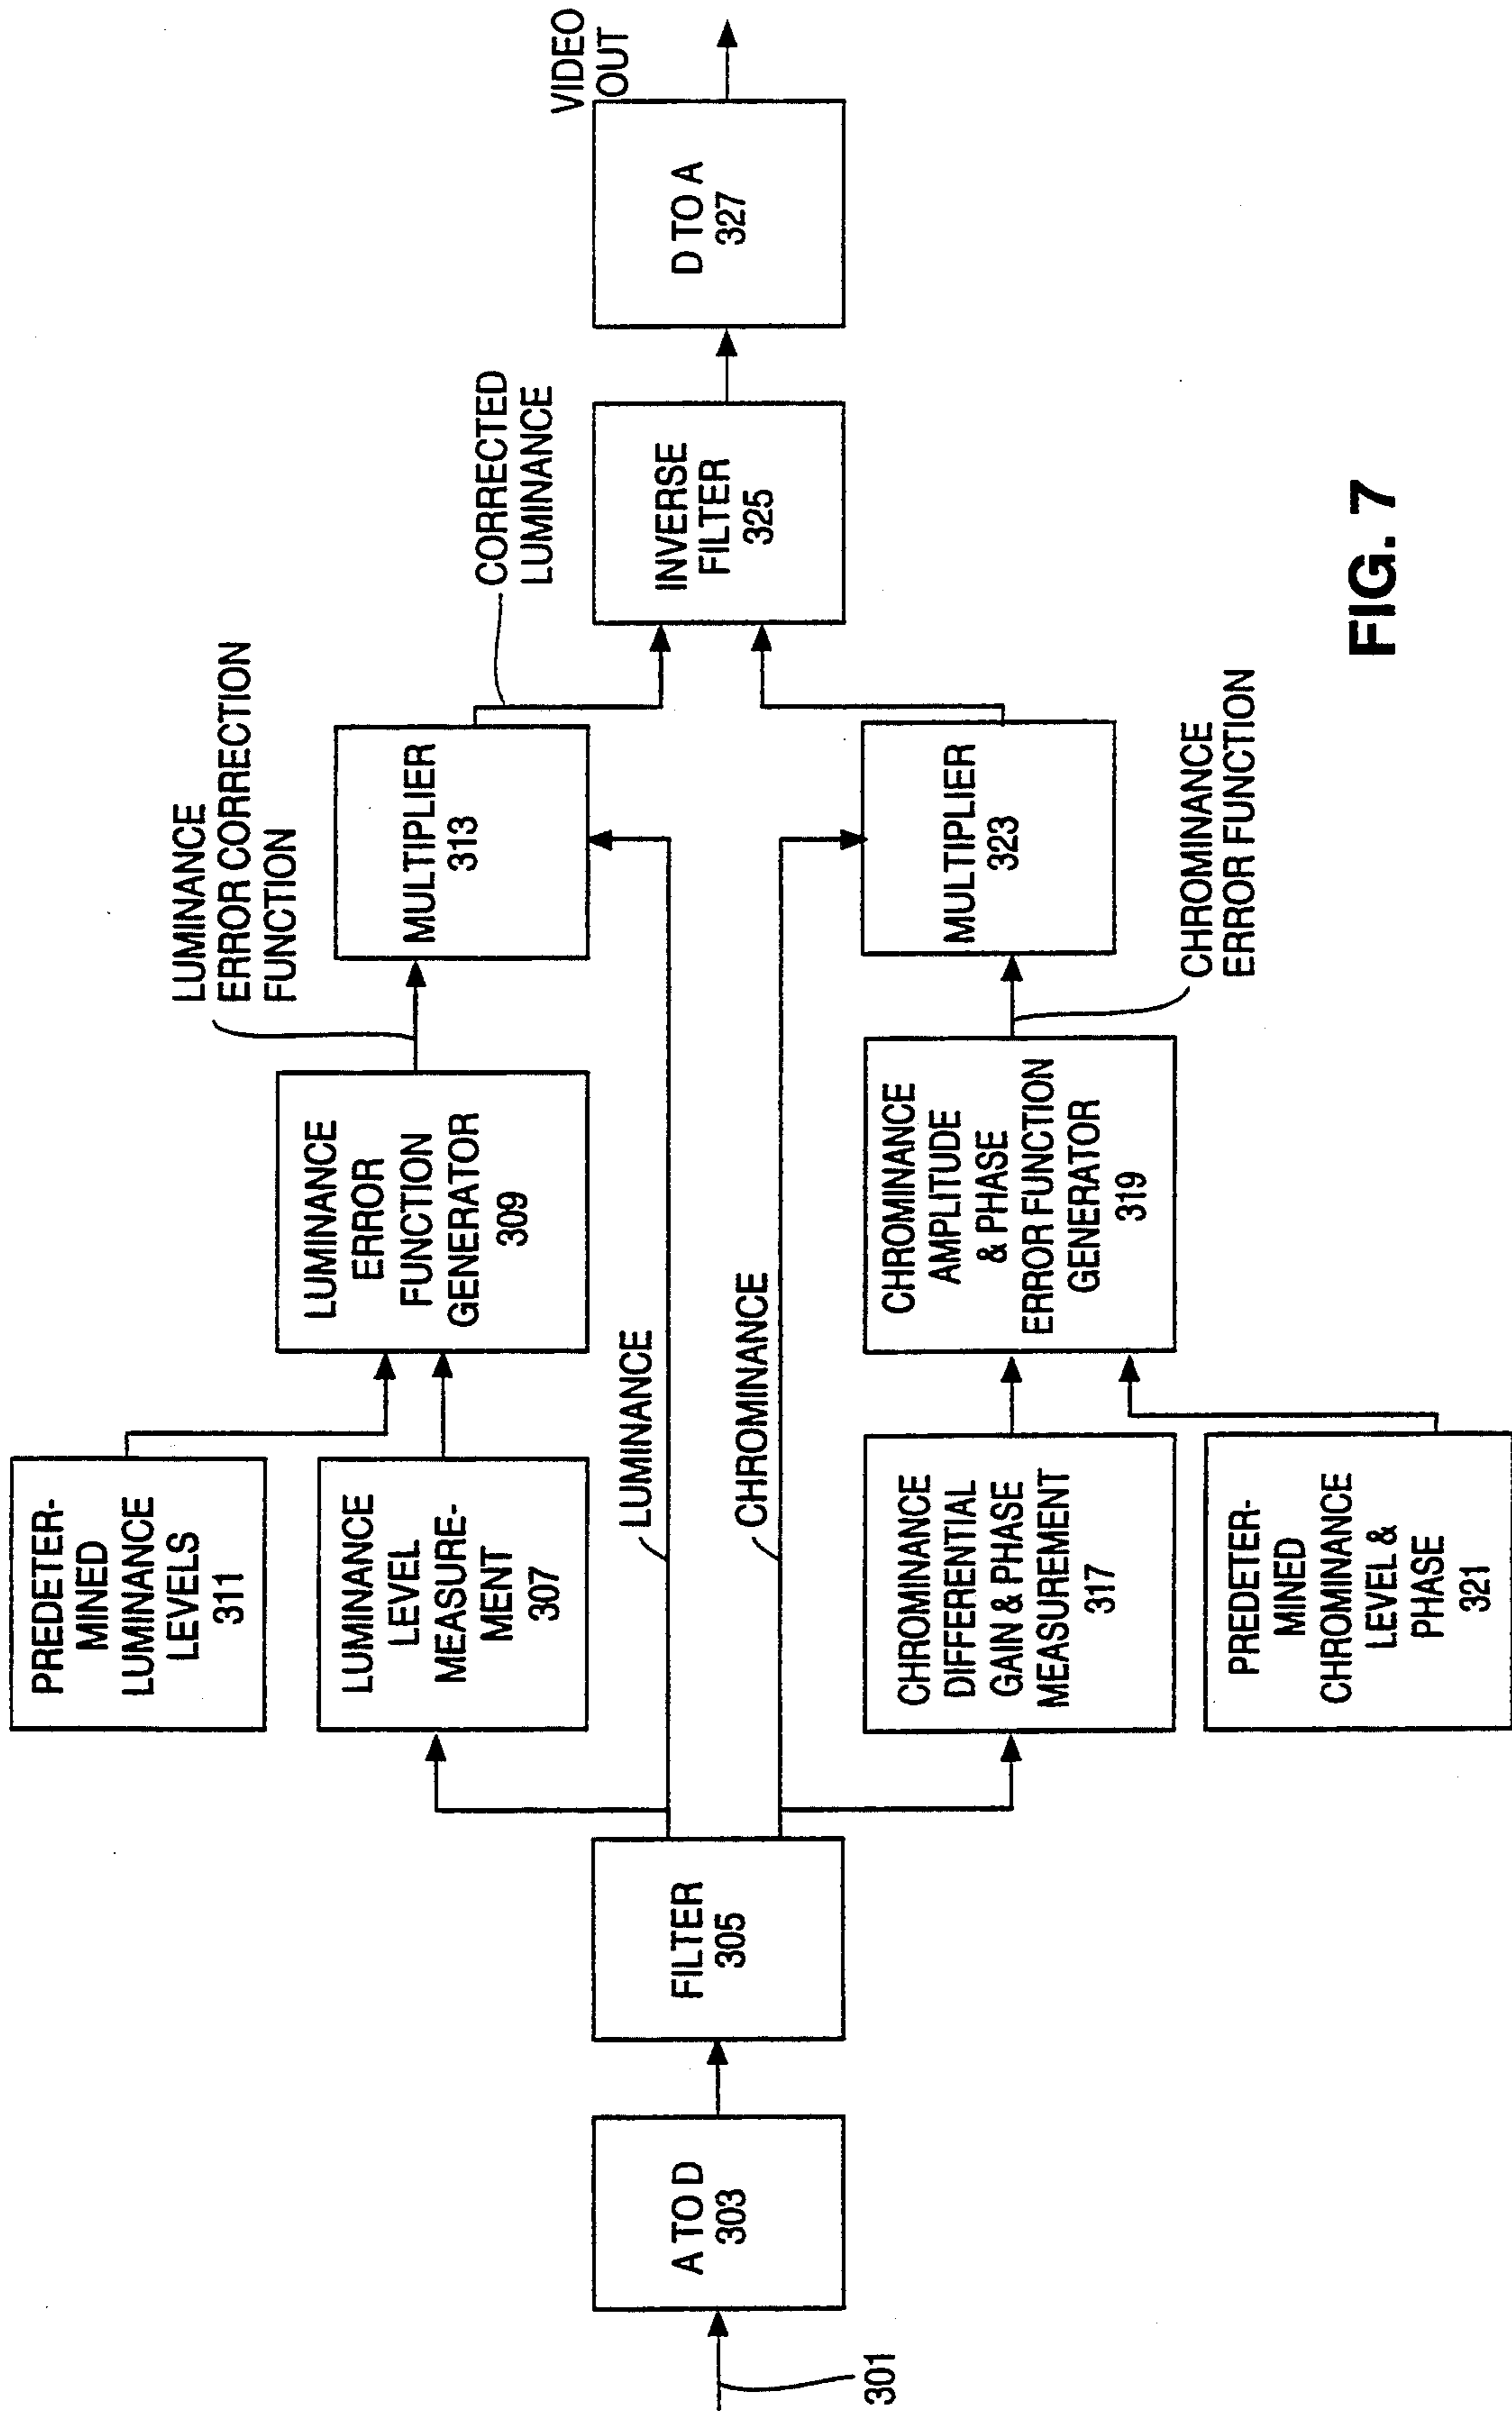 301
A TO D
303
FILTER
305
PREDETER-
MINED
LUMINANCE
LEVELS
311
LUMINANCE
LEVEL
MEASURE-
MENT
307
LUMINANCE
ERROR
FUNCTION
GENERATOR
309
LUMINANCE
ERROR CORRECTION
FUNCTION
MULTIPLIER
313
CORRECTED
LUMINANCE
LUMINANCE
CHROMINANCE
CHROMINANCE
DIFFERENTIAL
GAIN & PHASE
MEASUREMENT
317
PREDETER-
MINED
CHROMINANCE
LEVEL &
PHASE
321
CHROMINANCE
AMPLITUDE
& PHASE
ERROR FUNCTION
GENERATOR
319
CHROMINANCE
ERROR FUNCTION
MULTIPLIER
323
INVERSE
FILTER
325
D TO A
327
VIDEO
OUT
FIG. 7